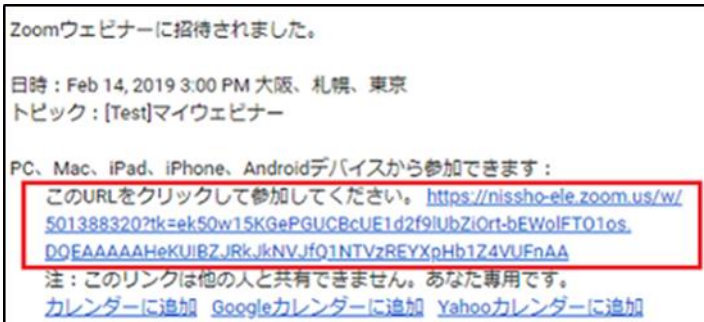 Zoomウェビナーに招待されました。
日時：Feb 14, 2019 3:00 PM 大阪、札幌、東京
トピック：[Test]マイウェビナー
PC、Mac、iPad、iPhone、Androidデバイスから参加できます：
このURLをクリックして参加してください。 https://nissho-ele.zoom.us/w/
501388320?tk=ek50w15KGePGUCBcUE1d2f9lUbZiOrt-bEWolFTO1os.
DQEAAAAAHeKUIBZJRkJkNVJfQ1NTVzREYXpHb1Z4VUFnAA
注：このリンクは他の人と共有できません。あなた専用です。
カレンダーに追加 Googleカレンダーに追加 Yahooカレンダーに追加